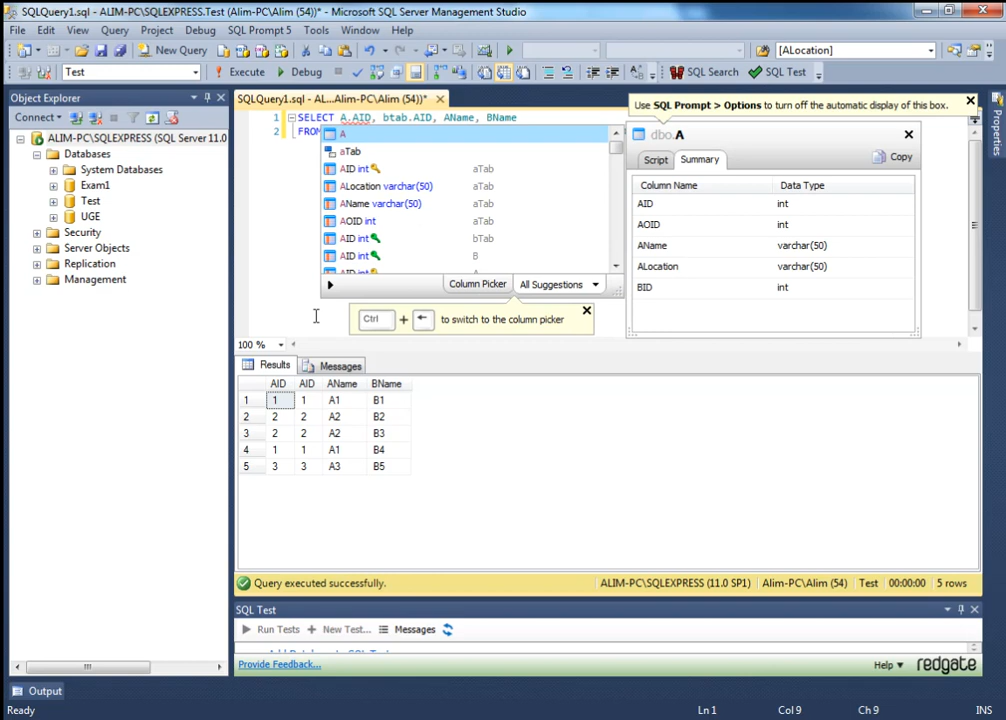 SQLQuery1.sql - ALIM-PC\SQLEXPRESS.Test (Alim-PC\Alim (54))* - Microsoft SQL Server Management Studio
File Edit View Query Project Debug SQL Prompt 5 Tools Window Help
New Query [ALocation]
Test Execute Debug SQL Search SQL Test
Object Explorer
Connect
ALIM-PC\SQLEXPRESS (SQL Server 11.0
Databases
System Databases
Exam1
Test
UGE
Security
Server Objects
Replication
Management
SQLQuery1.sql - AL...Alim-PC\Alim (54))*
1 SELECT A.AID, btab.AID, AName, BName
2 FROM
A
aTab
AID int aTab
ALocation varchar(50) aTab
AName varchar(50) aTab
AOID int aTab
AID int bTab
AID int B
AID int A
Column Picker All Suggestions
Ctrl + ← to switch to the column picker
Use SQL Prompt > Options to turn off the automatic display of this box.
dbo.A
Script Summary Copy
Column Name Data Type
AID int
AOID int
AName varchar(50)
ALocation varchar(50)
BID int
Properties
100 %
Results Messages
AID AID AName BName
1 1 1 A1 B1
2 2 2 A2 B2
3 2 2 A2 B3
4 1 1 A1 B4
5 3 3 A3 B5
Query executed successfully. ALIM-PC\SQLEXPRESS (11.0 SP1) Alim-PC\Alim (54) Test 00:00:00 5 rows
SQL Test
Run Tests New Test... Messages
Provide Feedback... Help redgate
Output
Ready Ln 1 Col 9 Ch 9 INS